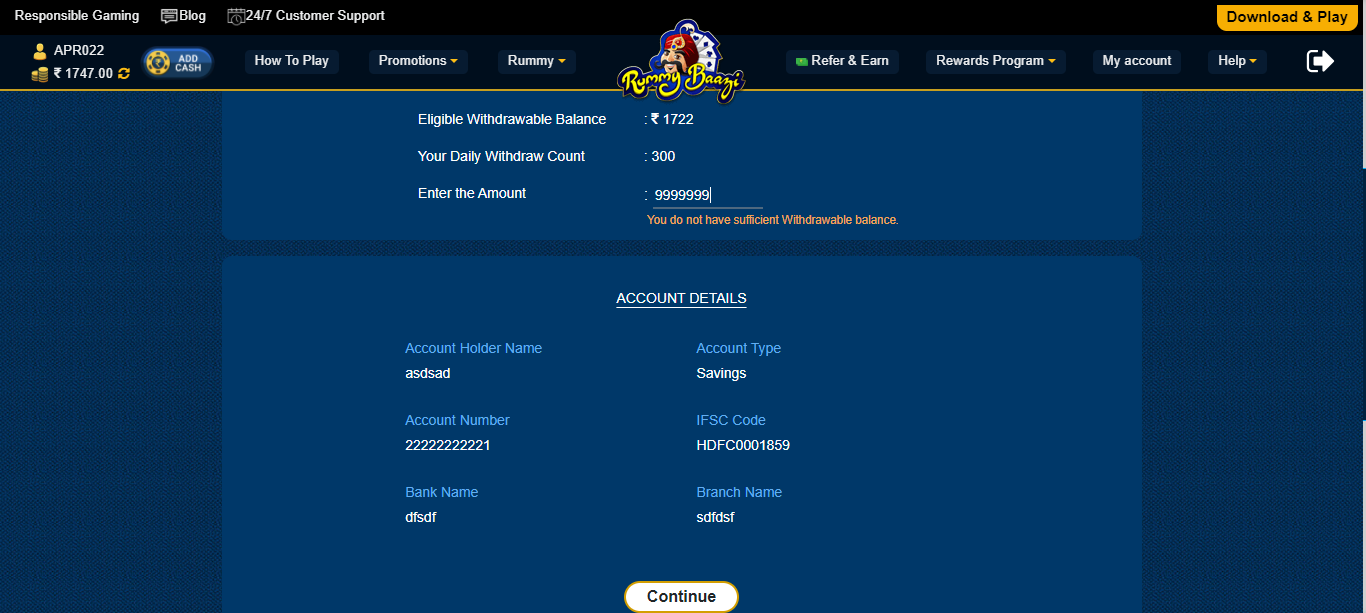 Responsible Gaming Blog 24/7 Customer Support Download & Play
APR022
₹ 1747.00
ADD CASH
How To Play Promotions Rummy Rummy Baazi Refer & Earn Rewards Program My account Help
Eligible Withdrawable Balance : ₹ 1722
Your Daily Withdraw Count : 300
Enter the Amount : 9999999
You do not have sufficient Withdrawable balance.
ACCOUNT DETAILS
Account Holder Name Account Type
asdsad Savings
Account Number IFSC Code
22222222221 HDFC0001859
Bank Name Branch Name
dfsdf sdfdsf
Continue